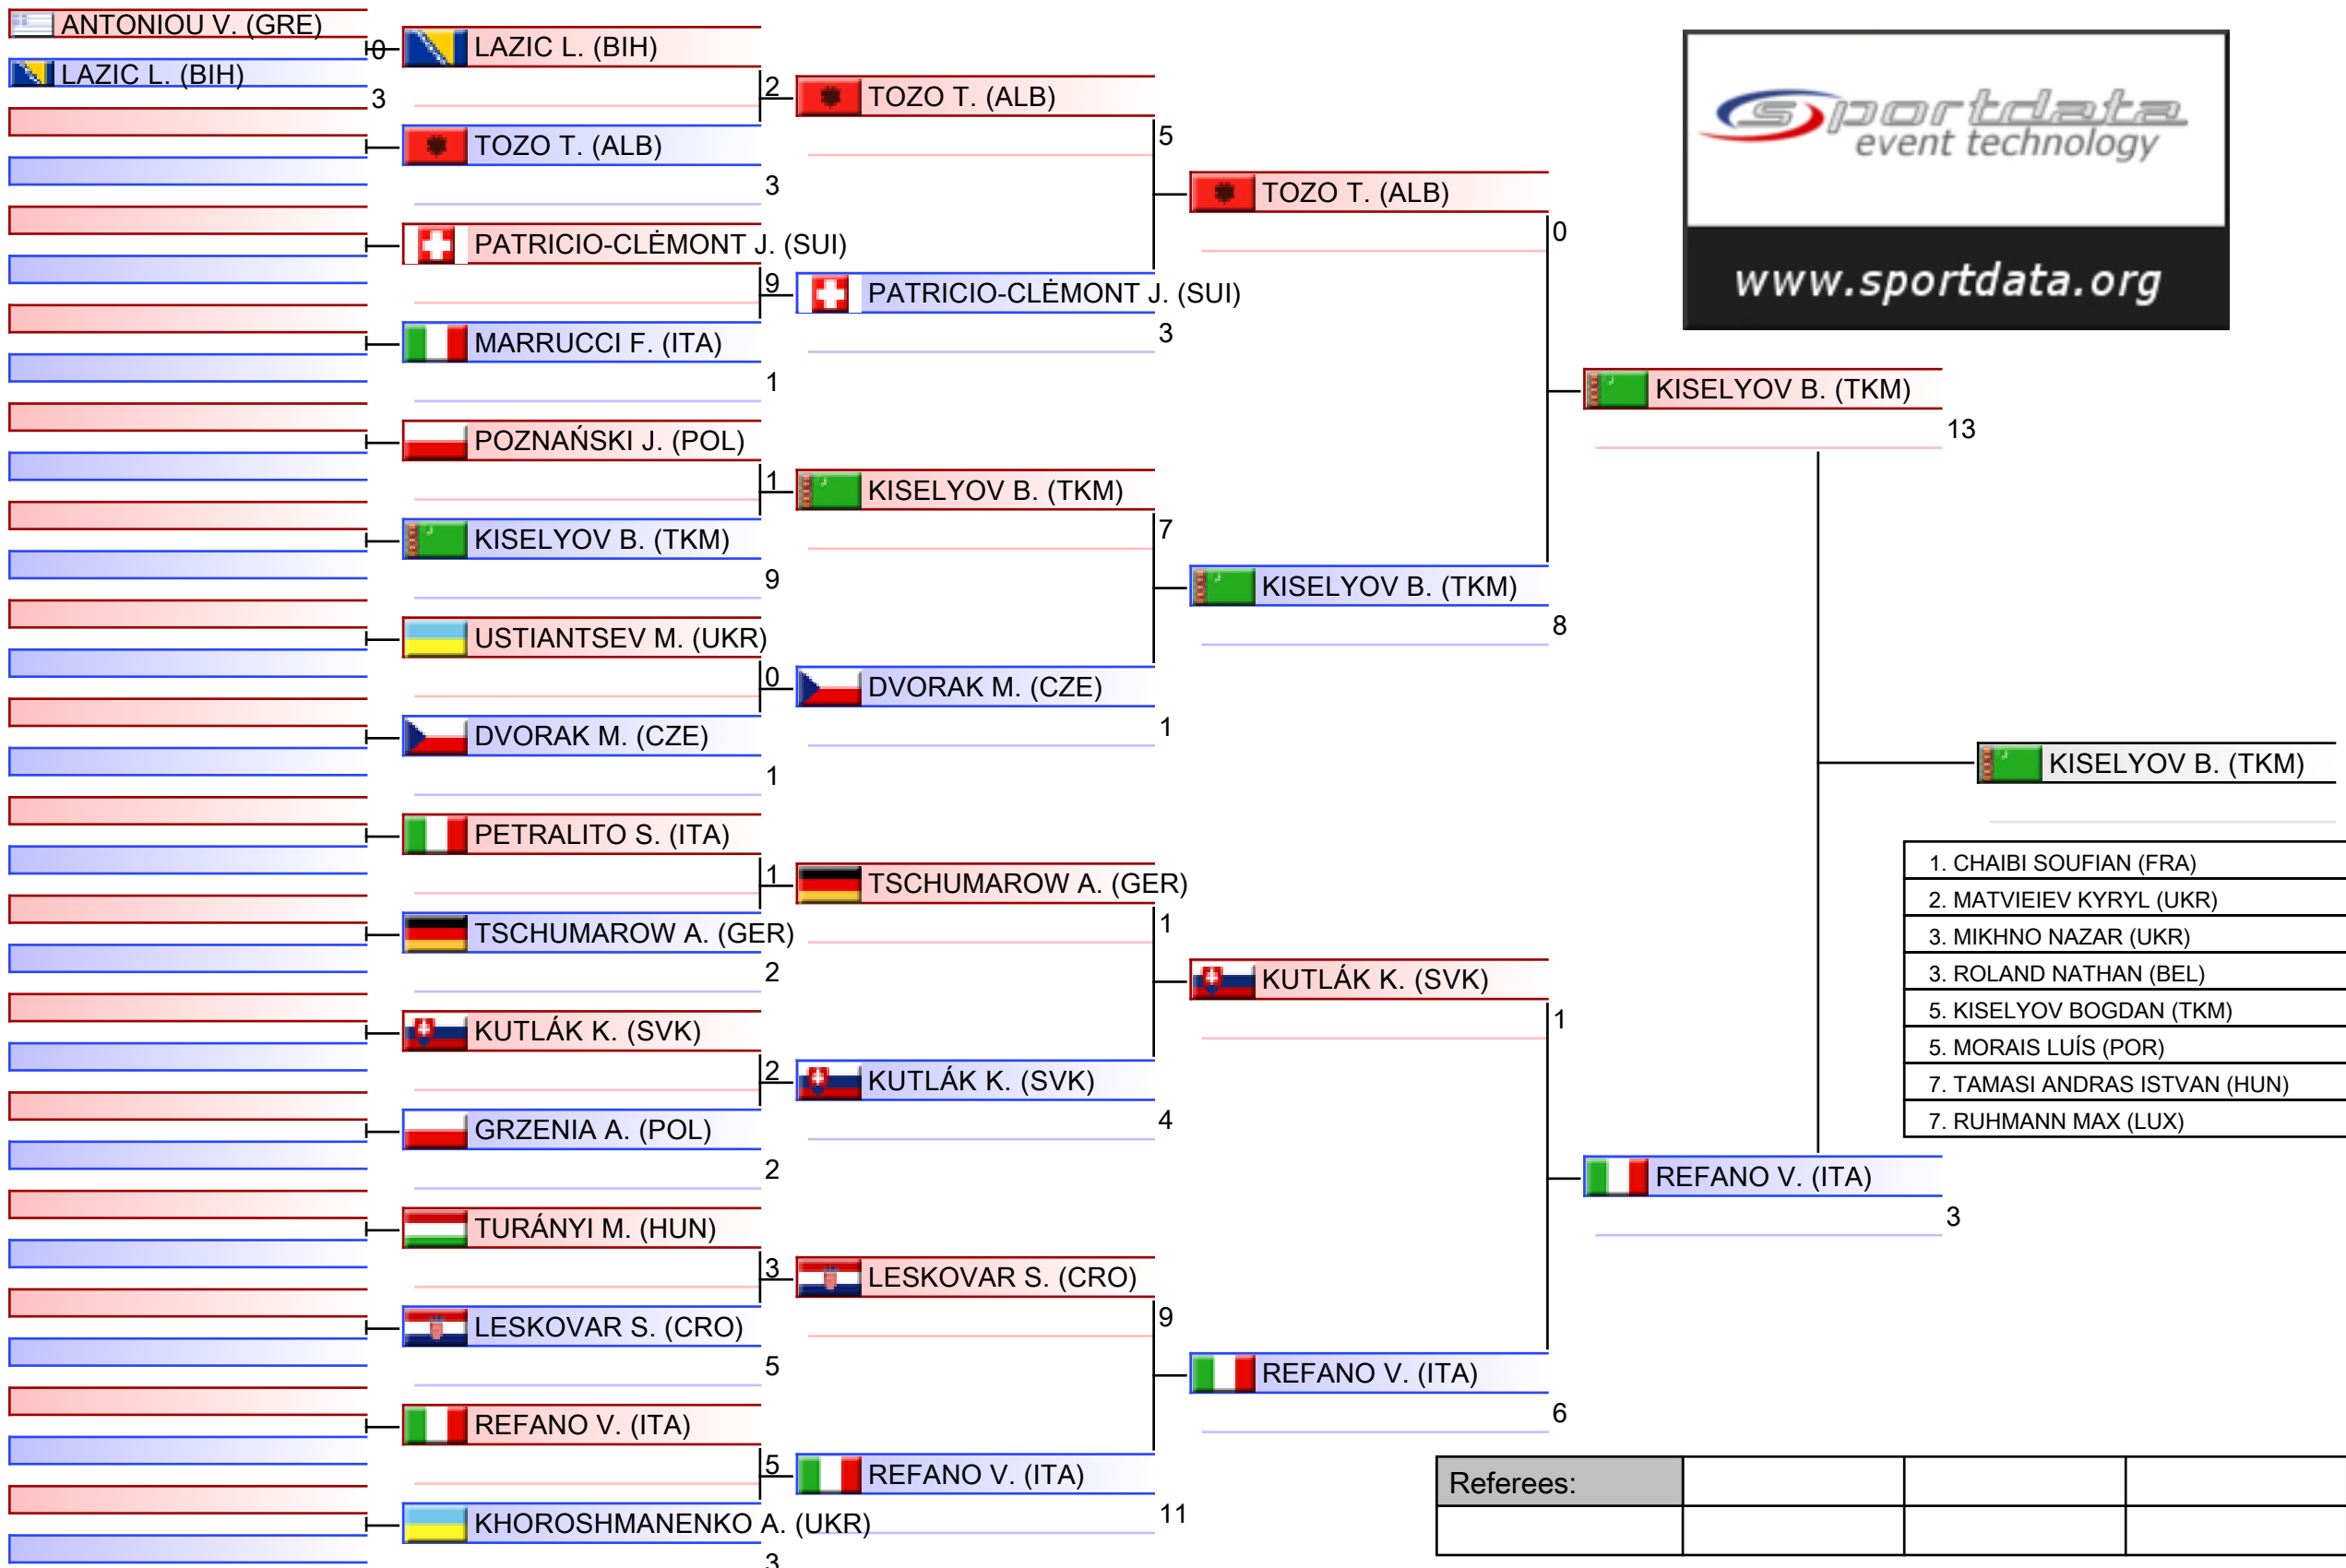 ANTONIOU V. (GRE)
0
LAZIC L. (BIH)
3
LAZIC L. (BIH)
2
TOZO T. (ALB)
3
PATRICIO-CLÉMONT J. (SUI)
9
MARRUCCI F. (ITA)
1
POZNAŃSKI J. (POL)
1
KISELYOV B. (TKM)
9
USTIANTSEV M. (UKR)
0
DVORAK M. (CZE)
1
PETRALITO S. (ITA)
1
TSCHUMAROW A. (GER)
2
KUTLÁK K. (SVK)
2
GRZENIA A. (POL)
2
TURÁNYI M. (HUN)
3
LESKOVAR S. (CRO)
5
REFANO V. (ITA)
5
KHOROSHMANENKO A. (UKR)
3
TOZO T. (ALB)
5
PATRICIO-CLÉMONT J. (SUI)
3
KISELYOV B. (TKM)
7
DVORAK M. (CZE)
1
TSCHUMAROW A. (GER)
1
KUTLÁK K. (SVK)
4
LESKOVAR S. (CRO)
9
REFANO V. (ITA)
11
TOZO T. (ALB)
0
KISELYOV B. (TKM)
8
KUTLÁK K. (SVK)
1
REFANO V. (ITA)
6
KISELYOV B. (TKM)
13
REFANO V. (ITA)
3
KISELYOV B. (TKM)
sportdata
event technology
www.sportdata.org
1. CHAIBI SOUFIAN (FRA)
2. MATVIEIEV KYRYL (UKR)
3. MIKHNO NAZAR (UKR)
3. ROLAND NATHAN (BEL)
5. KISELYOV BOGDAN (TKM)
5. MORAIS LUÍS (POR)
7. TAMASI ANDRAS ISTVAN (HUN)
7. RUHMANN MAX (LUX)
Referees: